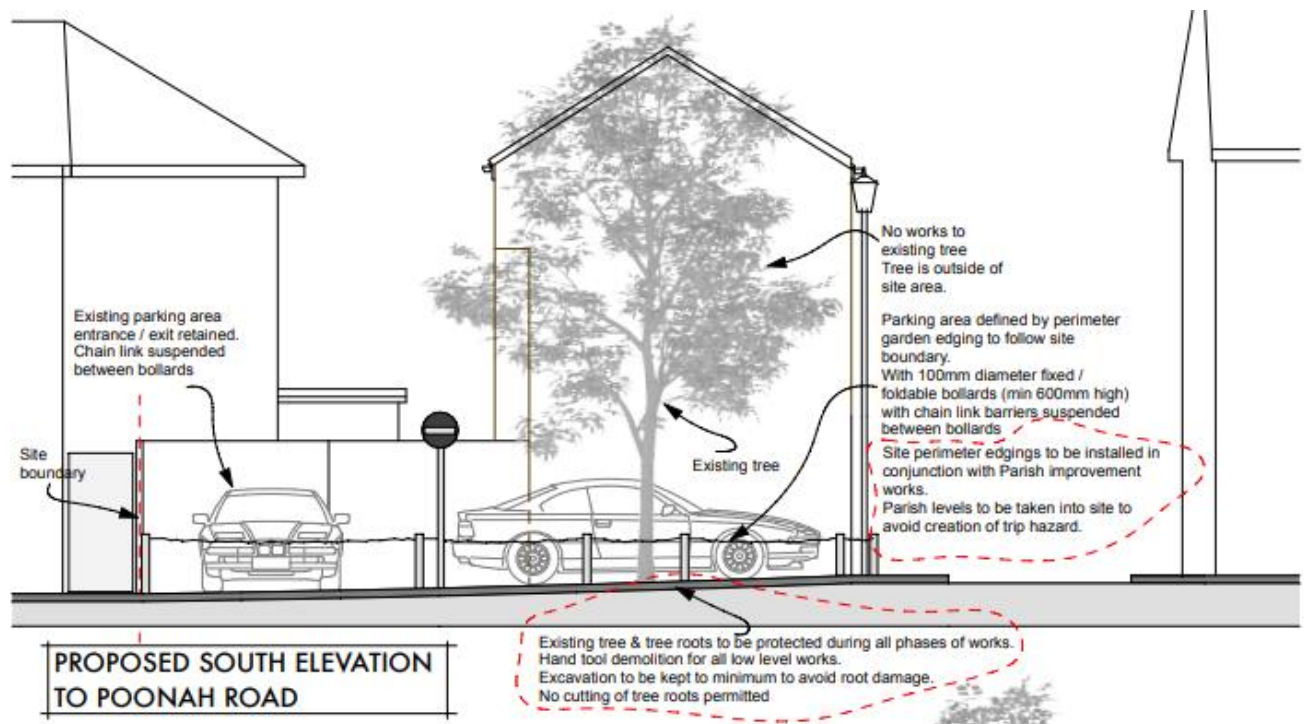 No works to
existing tree
Tree is outside of
site area.
Existing parking area
entrance / exit retained.
Chain link suspended
between bollards
Parking area defined by perimeter
garden edging to follow site
boundary.
With 100mm diameter fixed /
foldable bollards (min 600mm high)
with chain link barriers suspended
between bollards
Site
boundary
Existing tree
Site perimeter edgings to be installed in
conjunction with Parish improvement
works.
Parish levels to be taken into site to
avoid creation of trip hazard.
Existing tree & tree roots to be protected during all phases of works.
Hand tool demolition for all low level works.
Excavation to be kept to minimum to avoid root damage.
No cutting of tree roots permitted
PROPOSED SOUTH ELEVATION
TO POONAH ROAD